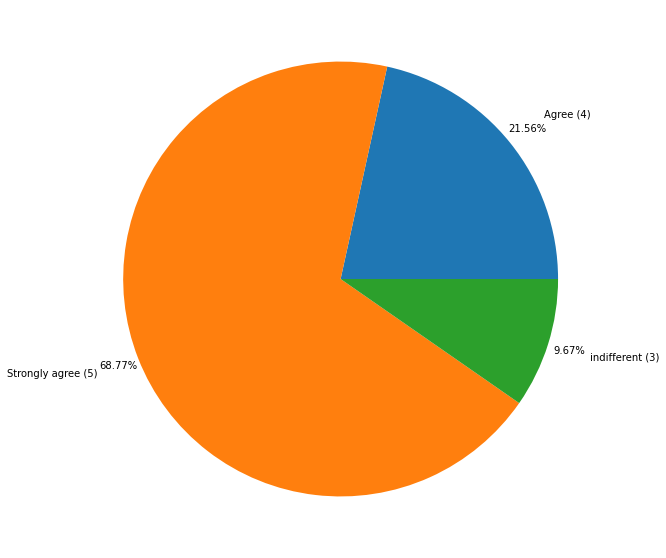 Agree (4)
21.56%
9.67%
indifferent (3)
68.77%
Strongly agree (5)